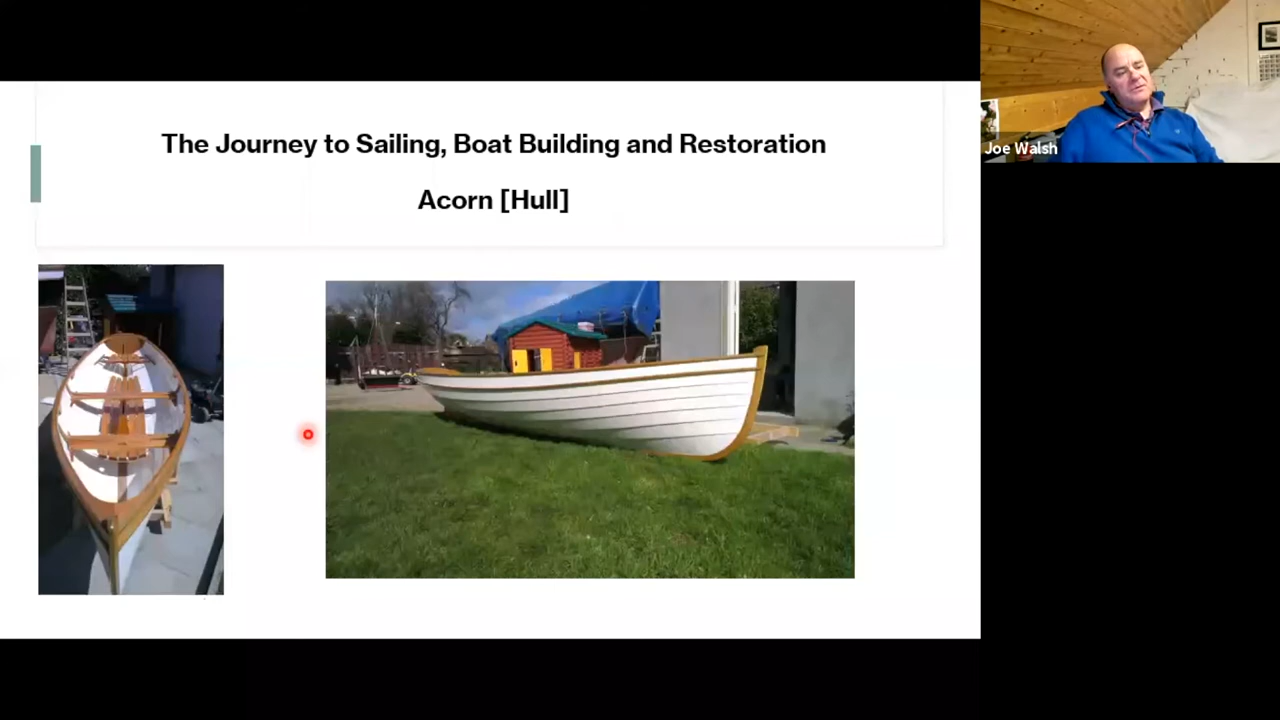 The Journey to Sailing, Boat Building and Restoration
Acorn [Hull]
Joe Walsh